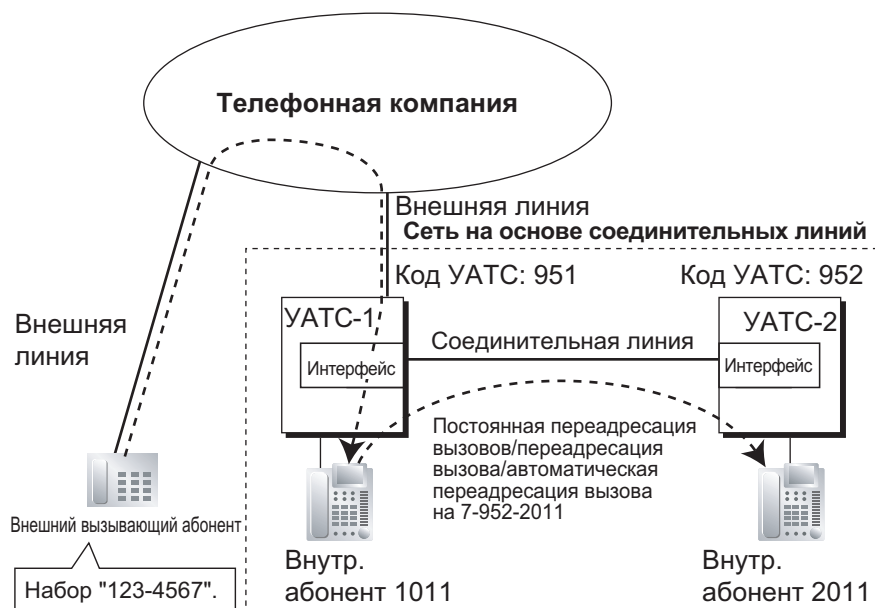 Телефонная компания
Внешняя линия
Сеть на основе соединительных линий
Код УАТС: 951
Код УАТС: 952
Внешняя
линия
УАТС-1
УАТС-2
Соединительная линия
Интерфейс
Интерфейс
Постоянная переадресация
вызовов/переадресация
вызова/автоматическая
переадресация вызова
на 7-952-2011
Внешний вызывающий абонент
Набор "123-4567".
Внутр.
абонент 1011
Внутр.
абонент 2011